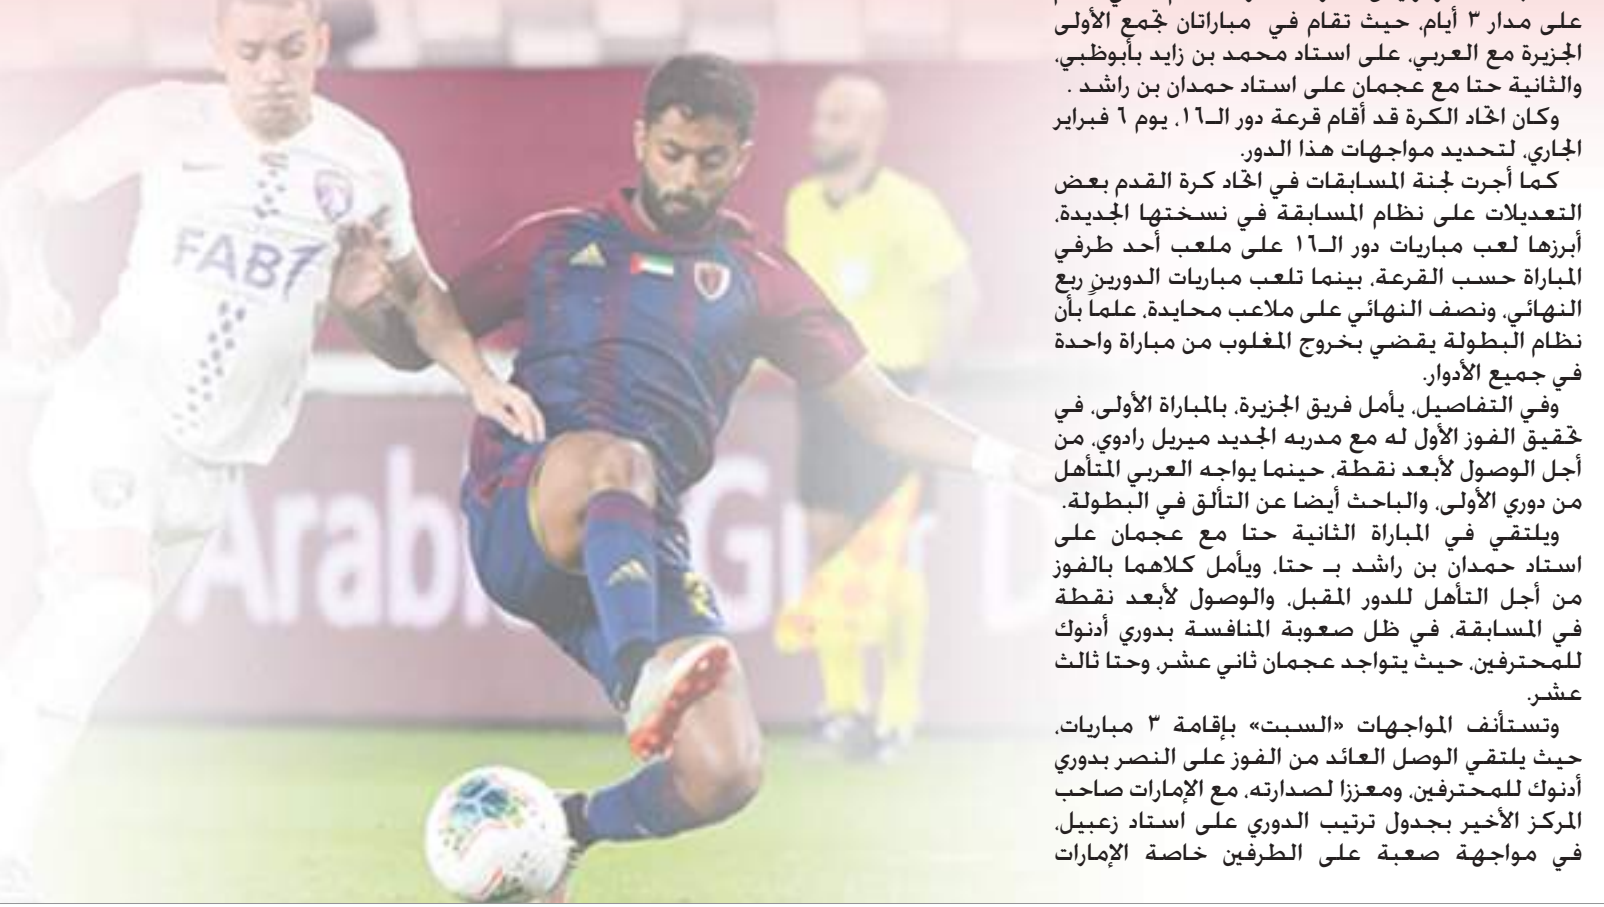 على مدار ٣ أيام، حيث تقام في مباراتان تجمع الأولى
الجزيرة مع العربي، على استاد محمد بن زايد بأبوظبي،
والثانية حتا مع عجمان على استاد حمدان بن راشد .
وكان اتحاد الكرة قد أقام قرعة دور الـ١٦، يوم ٦ فبراير
الجاري، لتحديد مواجهات هذا الدور.
كما أجرت لجنة المسابقات في اتحاد كرة القدم بعض
التعديلات على نظام المسابقة في نسختها الجديدة،
أبرزها لعب مباريات دور الـ١٦ على ملعب أحد طرفي
المباراة حسب القرعة، بينما تلعب مباريات الدورين ربع
النهائي، ونصف النهائي على ملاعب محايدة، علماً بأن
نظام البطولة يقضي بخروج المغلوب من مباراة واحدة
في جميع الأدوار.
وفي التفاصيل، يأمل فريق الجزيرة، بالمباراة الأولى، في
تحقيق الفوز الأول له مع مدربه الجديد ميريل رادوي، من
أجل الوصول لأبعد نقطة، حينما يواجه العربي المتأهل
من دوري الأولى، والباحث أيضا عن التألق في البطولة.
ويلتقي في المباراة الثانية حتا مع عجمان على
استاد حمدان بن راشد بـ حتا، ويأمل كلاهما بالفوز
من أجل التأهل للدور المقبل، والوصول لأبعد نقطة
في المسابقة، في ظل صعوبة المنافسة بدوري أدنوك
للمحترفين، حيث يتواجد عجمان ثاني عشر، وحتا ثالث
عشر.
وتستأنف المواجهات «السبت» بإقامة ٣ مباريات،
حيث يلتقي الوصل العائد من الفوز على النصر بدوري
أدنوك للمحترفين، ومعززا لصدارته، مع الإمارات صاحب
المركز الأخير بجدول ترتيب الدوري على استاد زعبيل،
في مواجهة صعبة على الطرفين خاصة الإمارات
FAB
Arab G